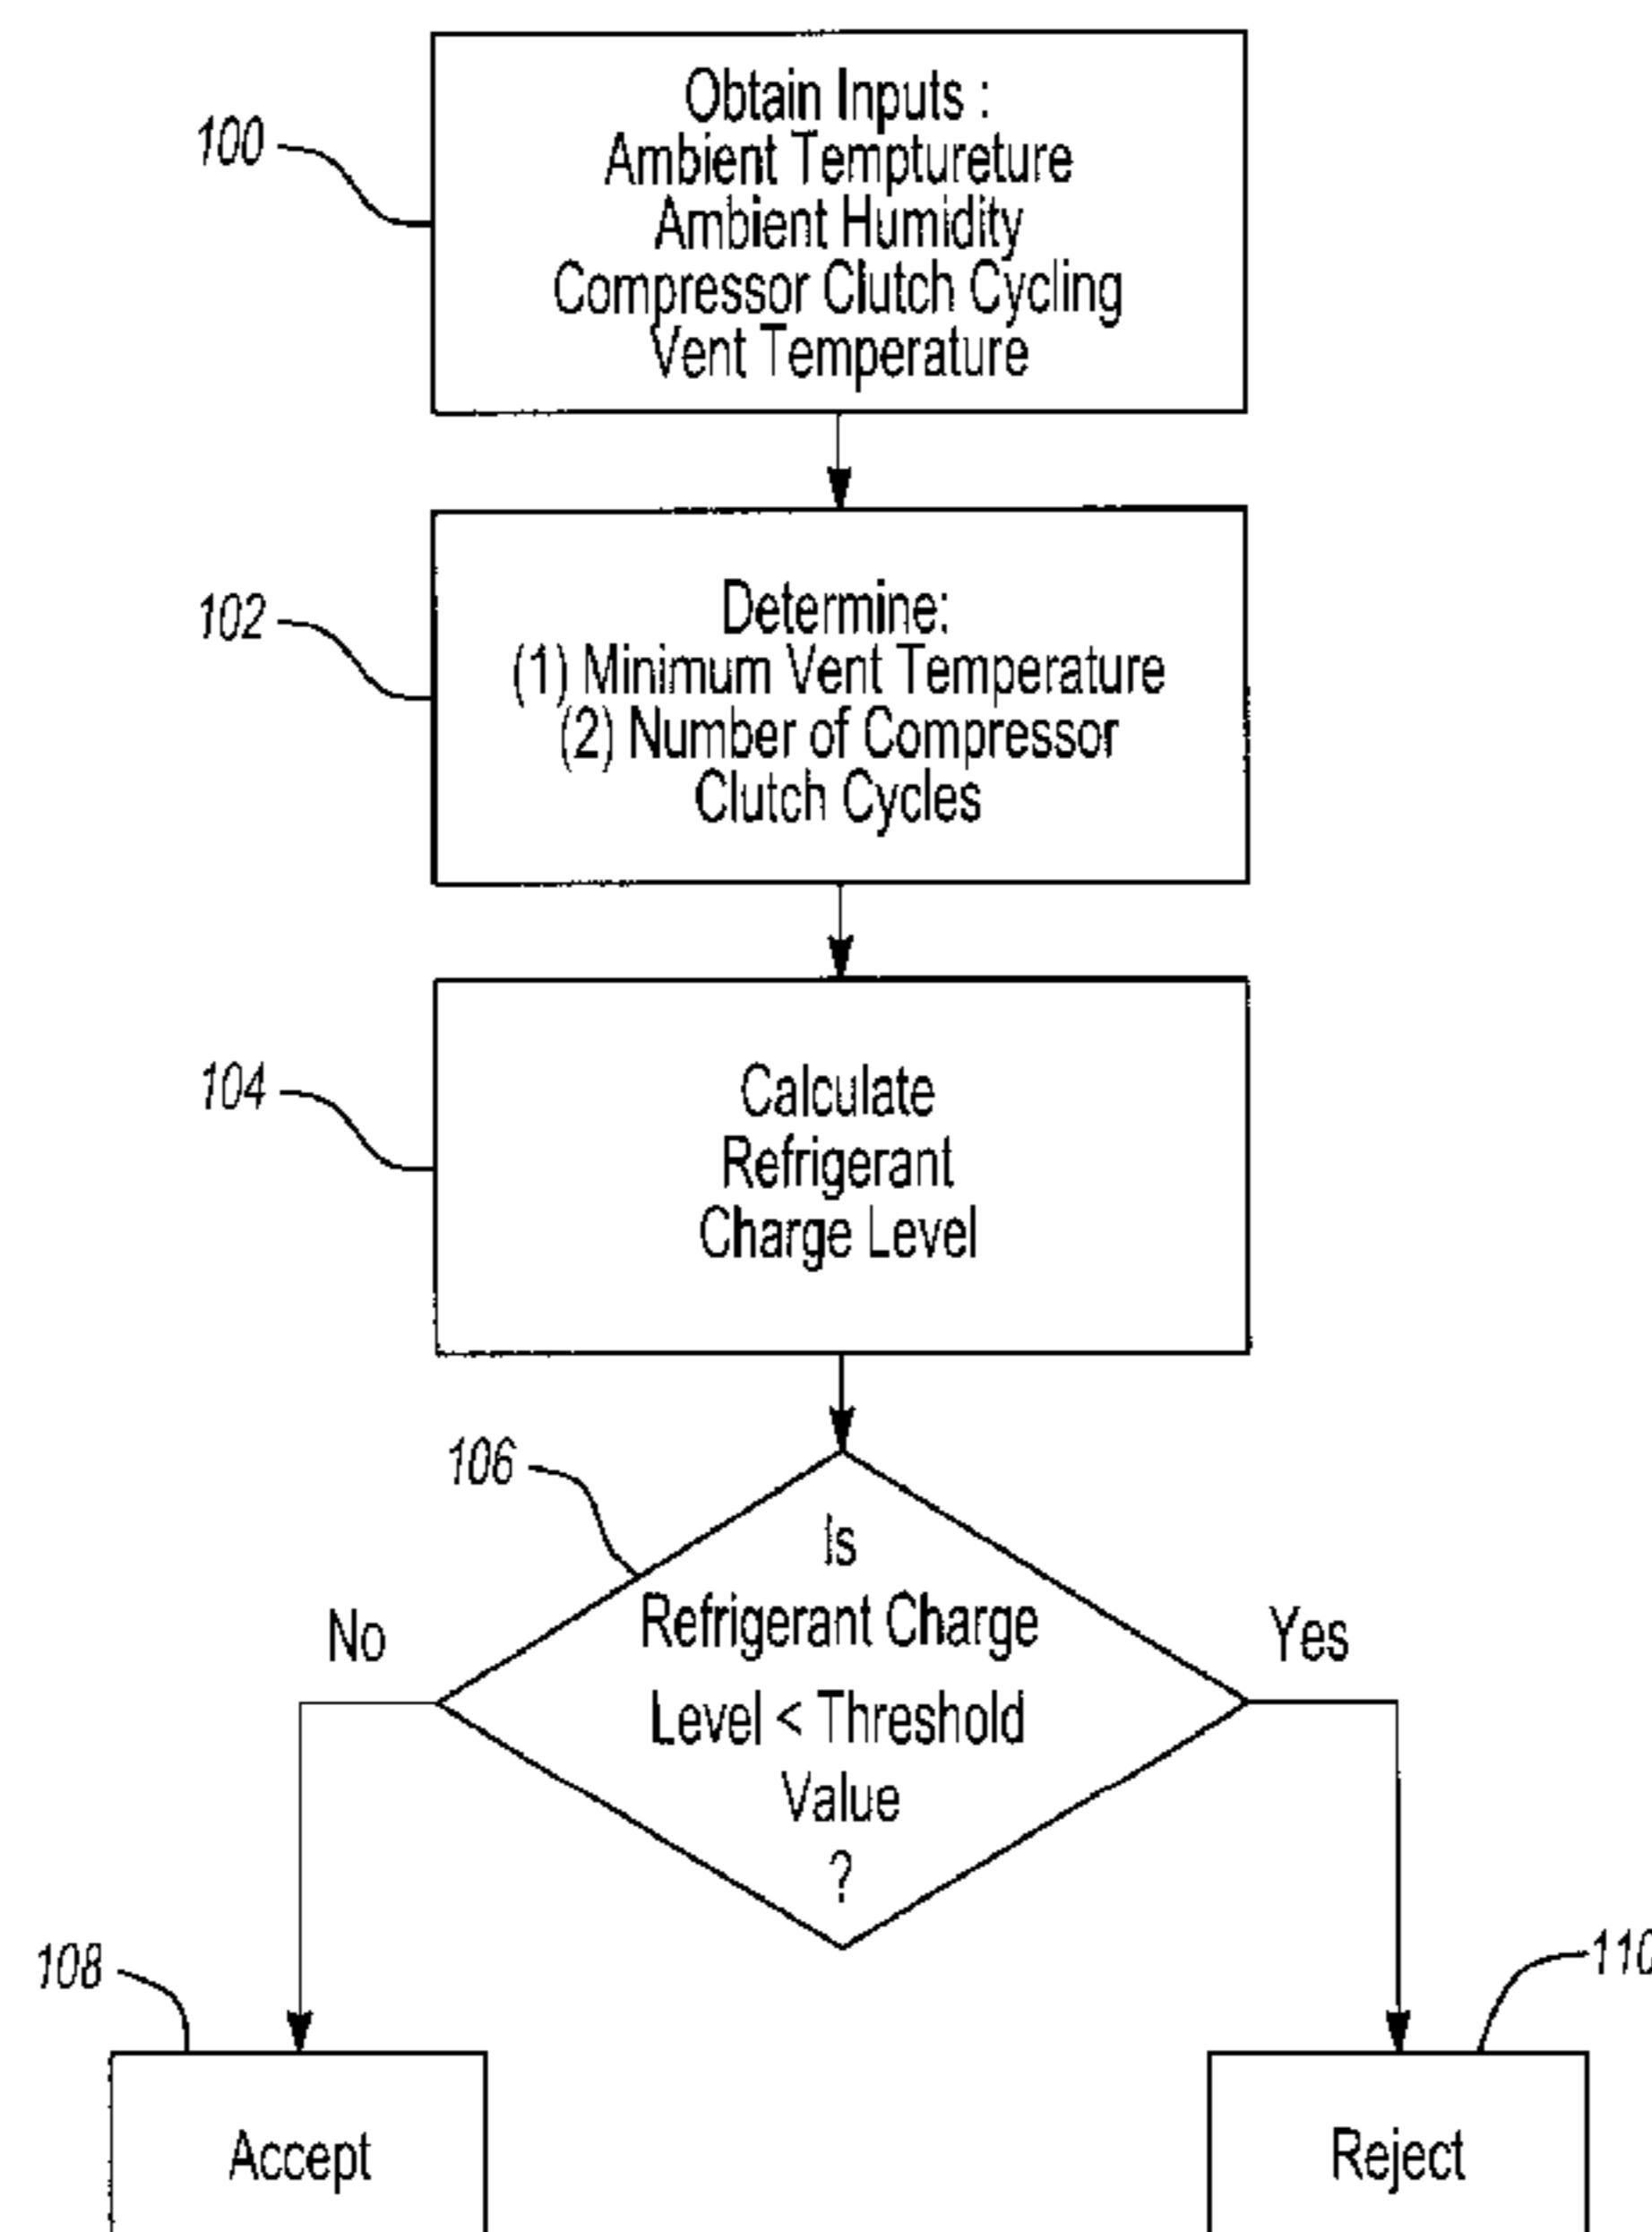 100
Obtain Inputs :
Ambient Temptureture
Ambient Humidity
Compressor Clutch Cycling
Vent Temperature
102
Determine:
(1) Minimum Vent Temperature
(2) Number of Compressor
Clutch Cycles
104
Calculate
Refrigerant
Charge Level
106
Is
Refrigerant Charge
Level < Threshold
Value
?
No
Yes
108
110
Accept
Reject